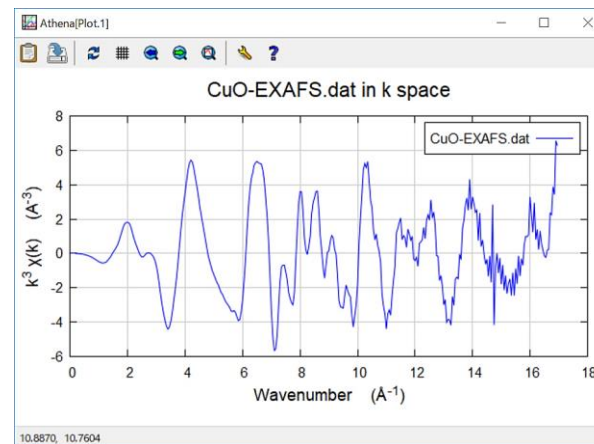 Athena[Plot.1]
CuO-EXAFS.dat in k space
CuO-EXAFS.dat
k³ χ(k) (A⁻³)
8
6
4
2
0
-2
-4
-6
0 2 4 6 8 10 12 14 16 18
Wavenumber (Å⁻¹)
10.8870, 10.7604